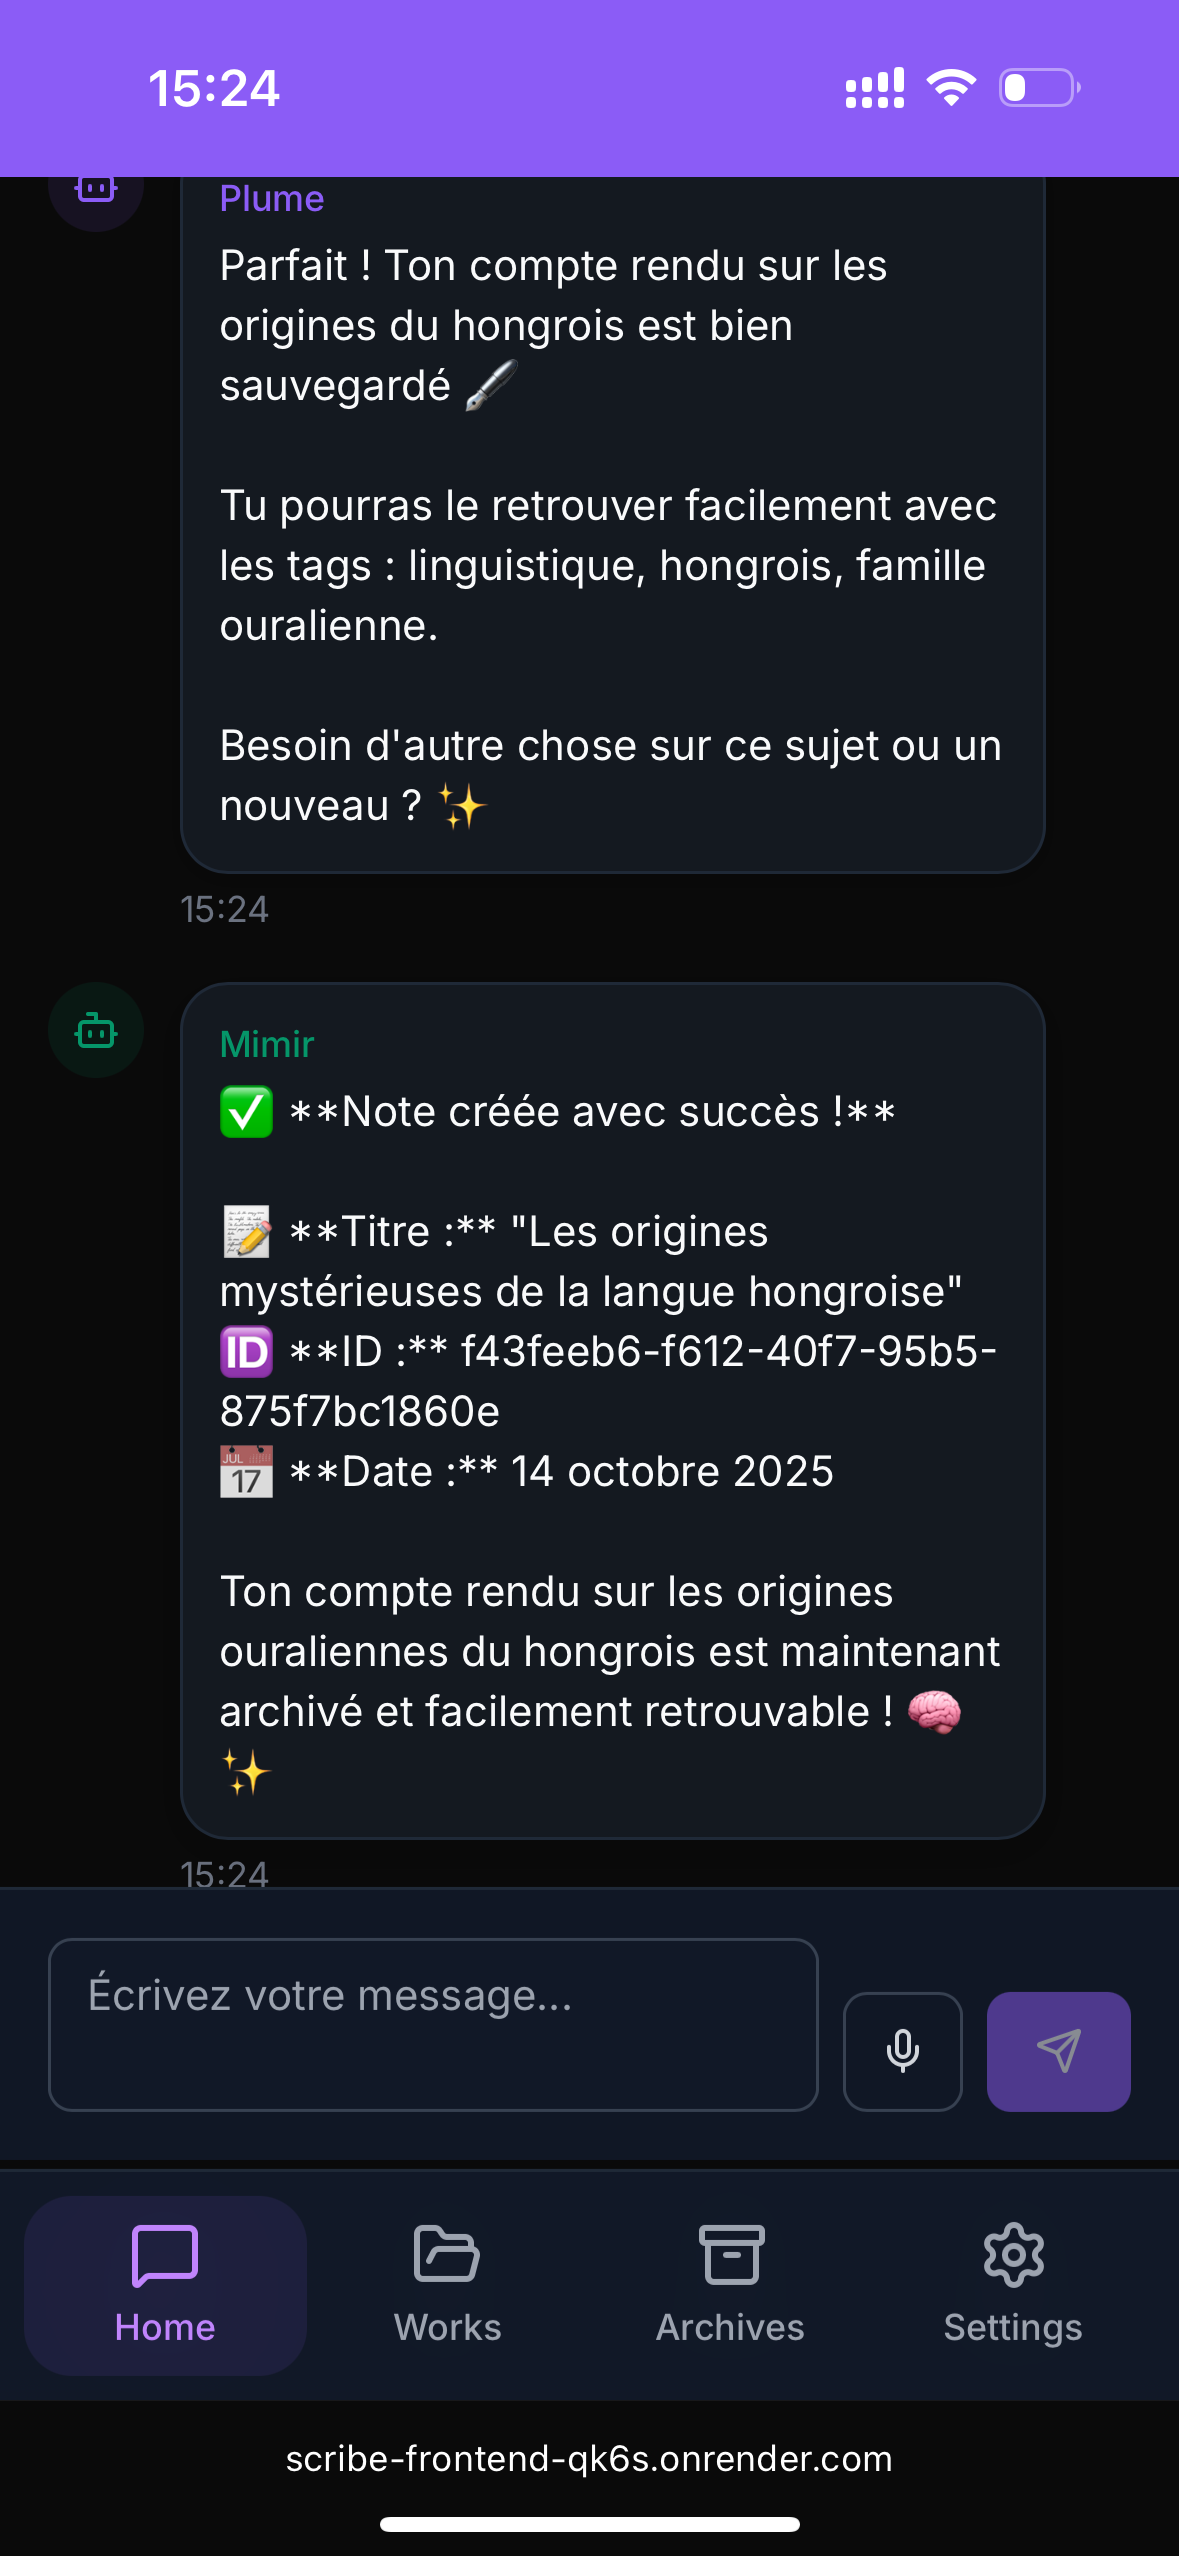 15:24
Plume
Parfait ! Ton compte rendu sur les
origines du hongrois est bien
sauvegardé 🖋️
Tu pourras le retrouver facilement avec
les tags : linguistique, hongrois, famille
ouralienne.
Besoin d'autre chose sur ce sujet ou un
nouveau ? ✨
15:24
Mimir
✅ **Note créée avec succès !**
📝 **Titre :** "Les origines
mystérieuses de la langue hongroise"
🆔 **ID :** f43feeb6-f612-40f7-95b5-
875f7bc1860e
📅 **Date :** 14 octobre 2025
Ton compte rendu sur les origines
ouraliennes du hongrois est maintenant
archivé et facilement retrouvable ! 🧠
✨
15:24
Écrivez votre message...
Home
Works
Archives
Settings
scribe-frontend-qk6s.onrender.com